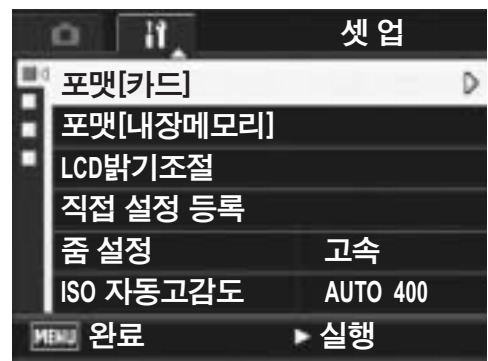 셋 업
포맷[카드]
포맷[내장메모리]
LCD밝기조절
직접 설정 등록
줌 설정 고속
ISO 자동고감도 AUTO 400
MENU 완료 ▶ 실행